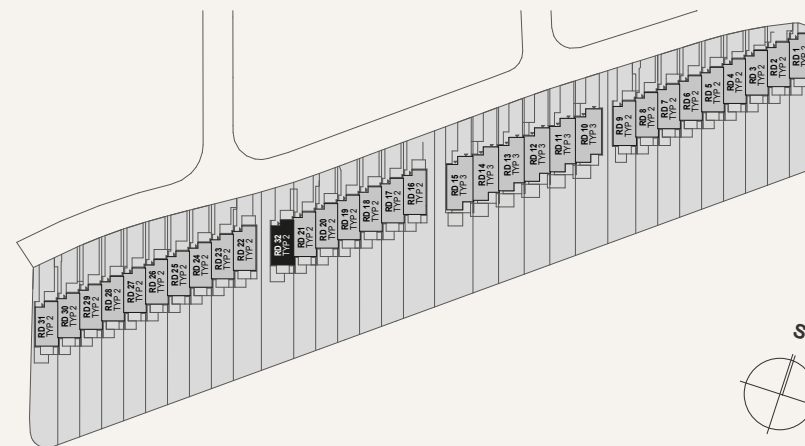 RD 31
TYP 2
RD 30
TYP 2
RD 29
TYP 2
RD 28
TYP 2
RD 27
TYP 2
RD 26
TYP 2
RD 25
TYP 2
RD 24
TYP 2
RD 23
TYP 2
RD 22
TYP 2
RD 32
TYP 2
RD 21
TYP 2
RD 20
TYP 2
RD 19
TYP 2
RD 18
TYP 2
RD 17
TYP 2
RD 16
TYP 2
RD 15
TYP 3
RD 14
TYP 3
RD 13
TYP 3
RD 12
TYP 3
RD 11
TYP 3
RD 10
TYP 3
RD 9
TYP 2
RD 8
TYP 2
RD 7
TYP 2
RD 6
TYP 2
RD 5
TYP 2
RD 4
TYP 2
RD 3
TYP 2
RD 2
TYP 2
RD 1
TYP 2
S